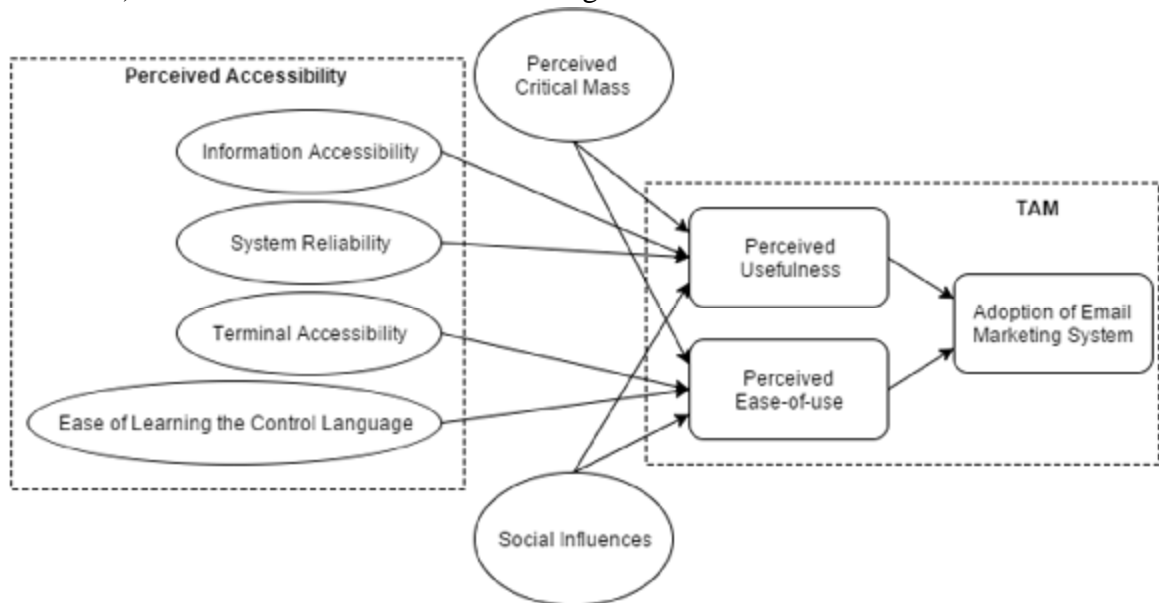 Perceived
Critical Mass
Perceived Accessibility
Information Accessibility
System Reliability
Terminal Accessibility
Ease of Learning the Control Language
TAM
Perceived
Usefulness
Perceived
Ease-of-use
Adoption of Email
Marketing System
Social Influences